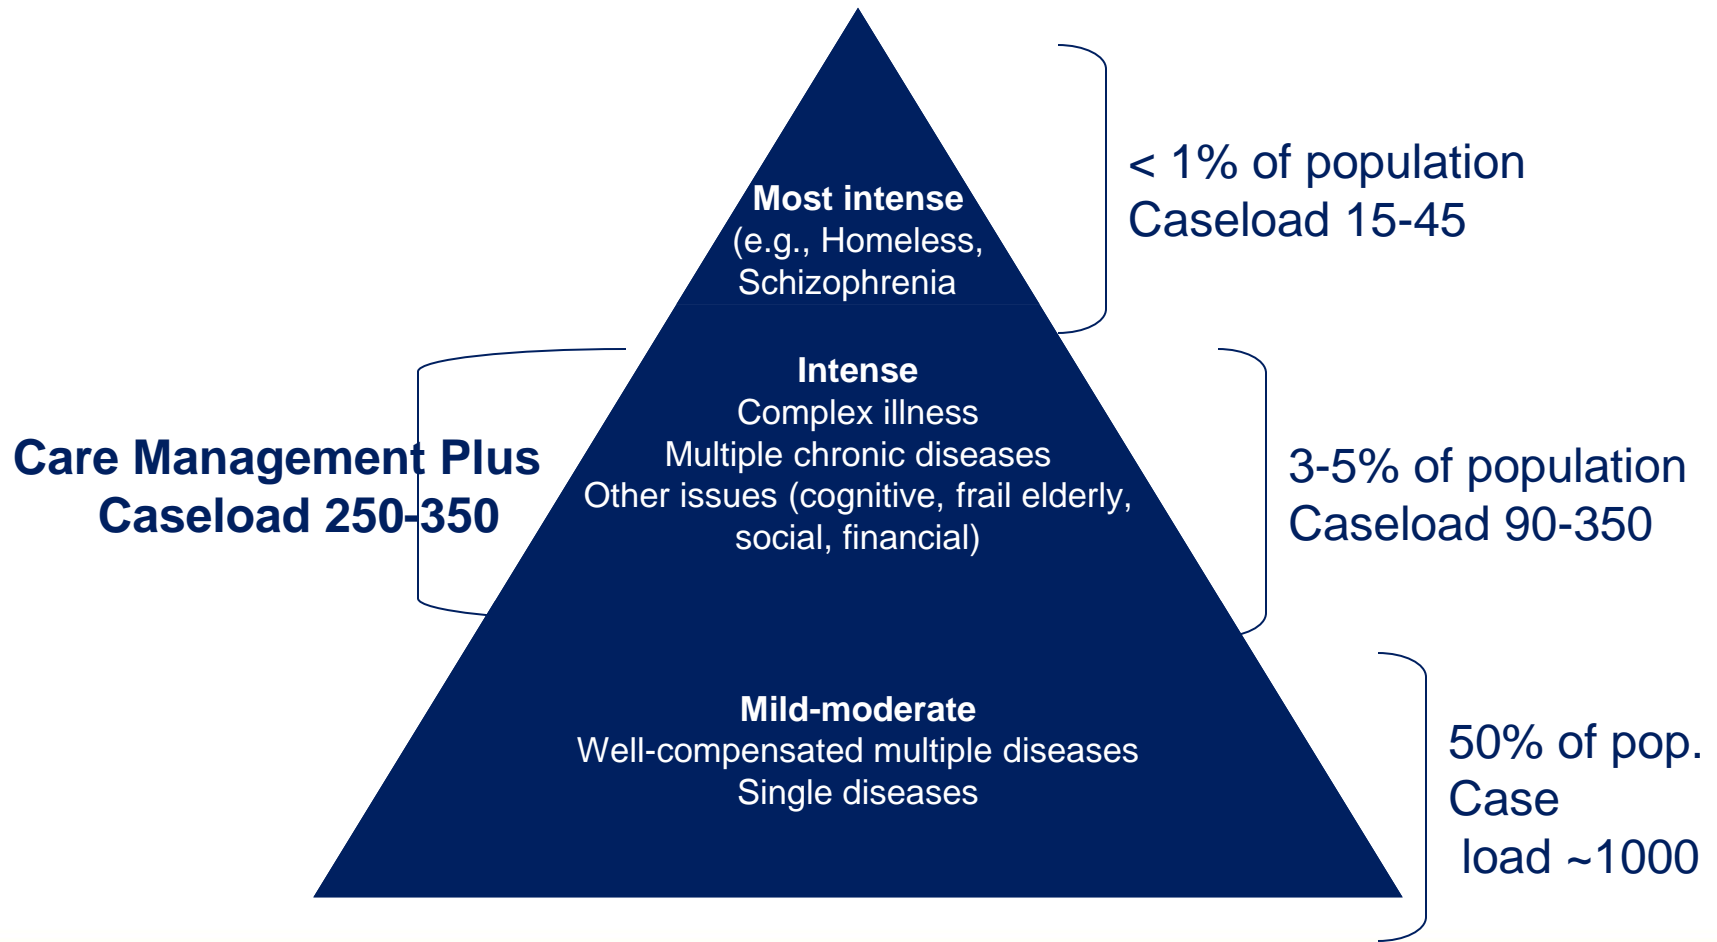 Most intense
(e.g., Homeless,
Schizophrenia
< 1% of population
Caseload 15-45
Care Management Plus
Caseload 250-350
Intense
Complex illness
Multiple chronic diseases
Other issues (cognitive, frail elderly,
social, financial)
3-5% of population
Caseload 90-350
Mild-moderate
Well-compensated multiple diseases
Single diseases
50% of pop.
Case
load ~1000